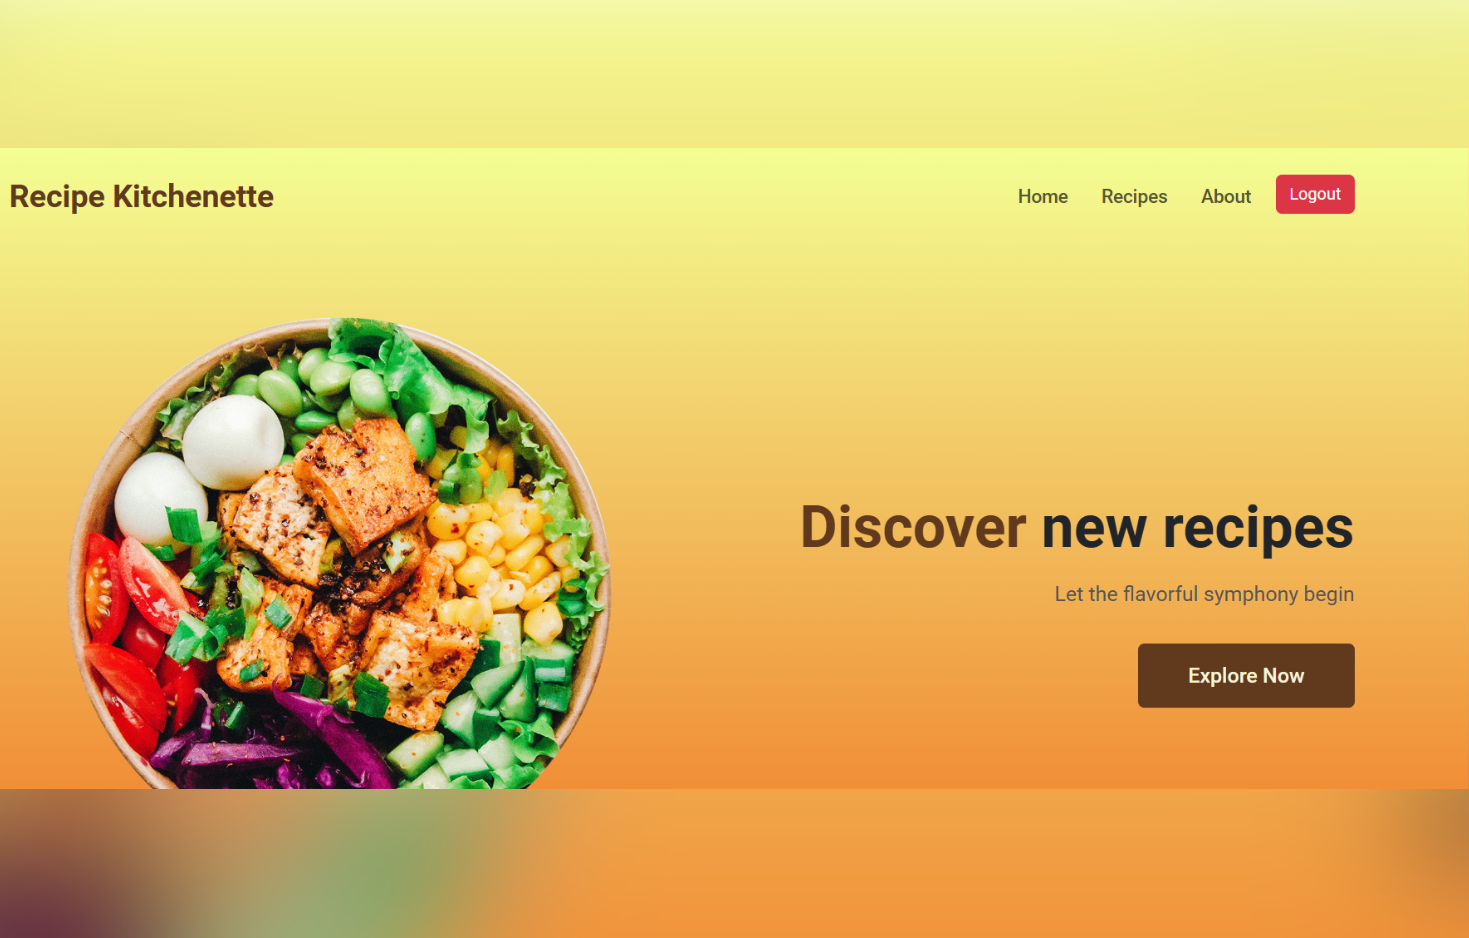 Recipe Kitchenette
Home Recipes About Logout
Discover new recipes
Let the flavorful symphony begin
Explore Now